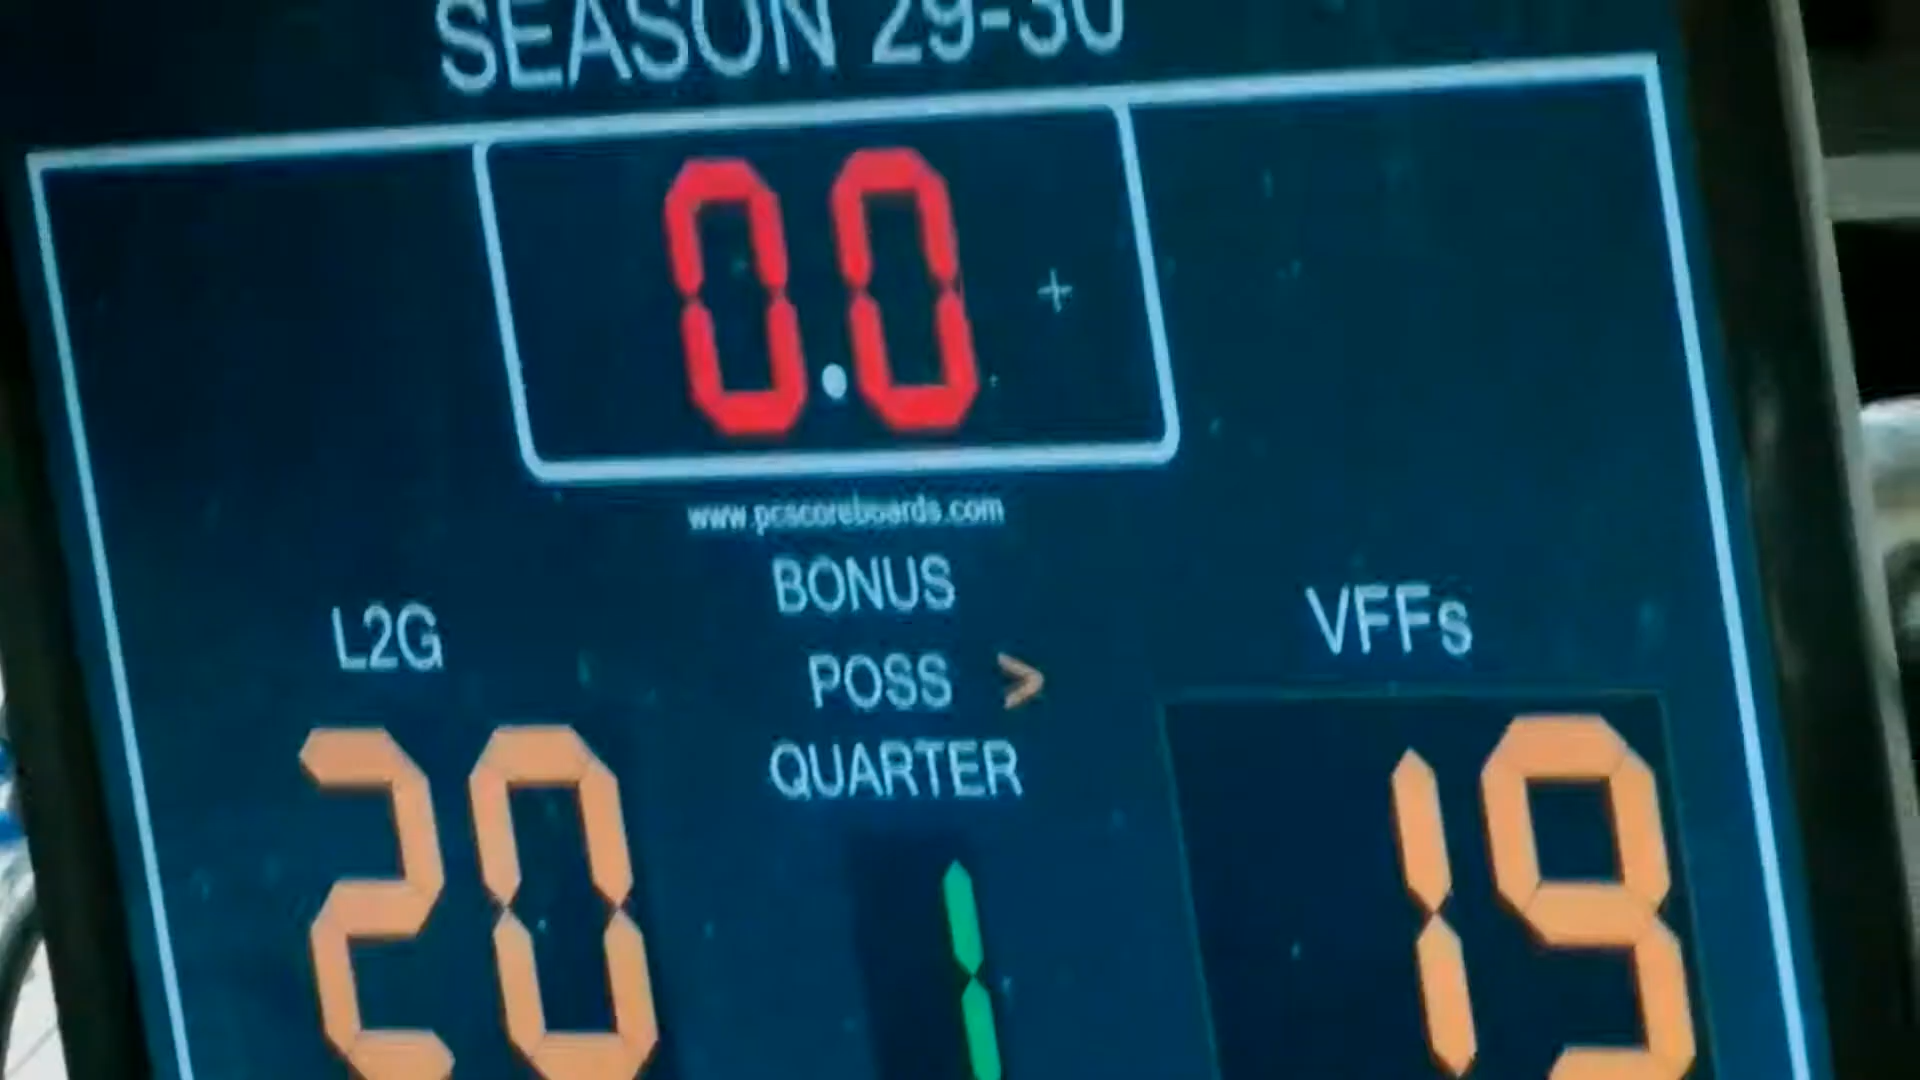 SEASON 29-30
0.0
www.pcscoreboards.com
BONUS
L2G
VFFs
POSS >
QUARTER
20
1
19